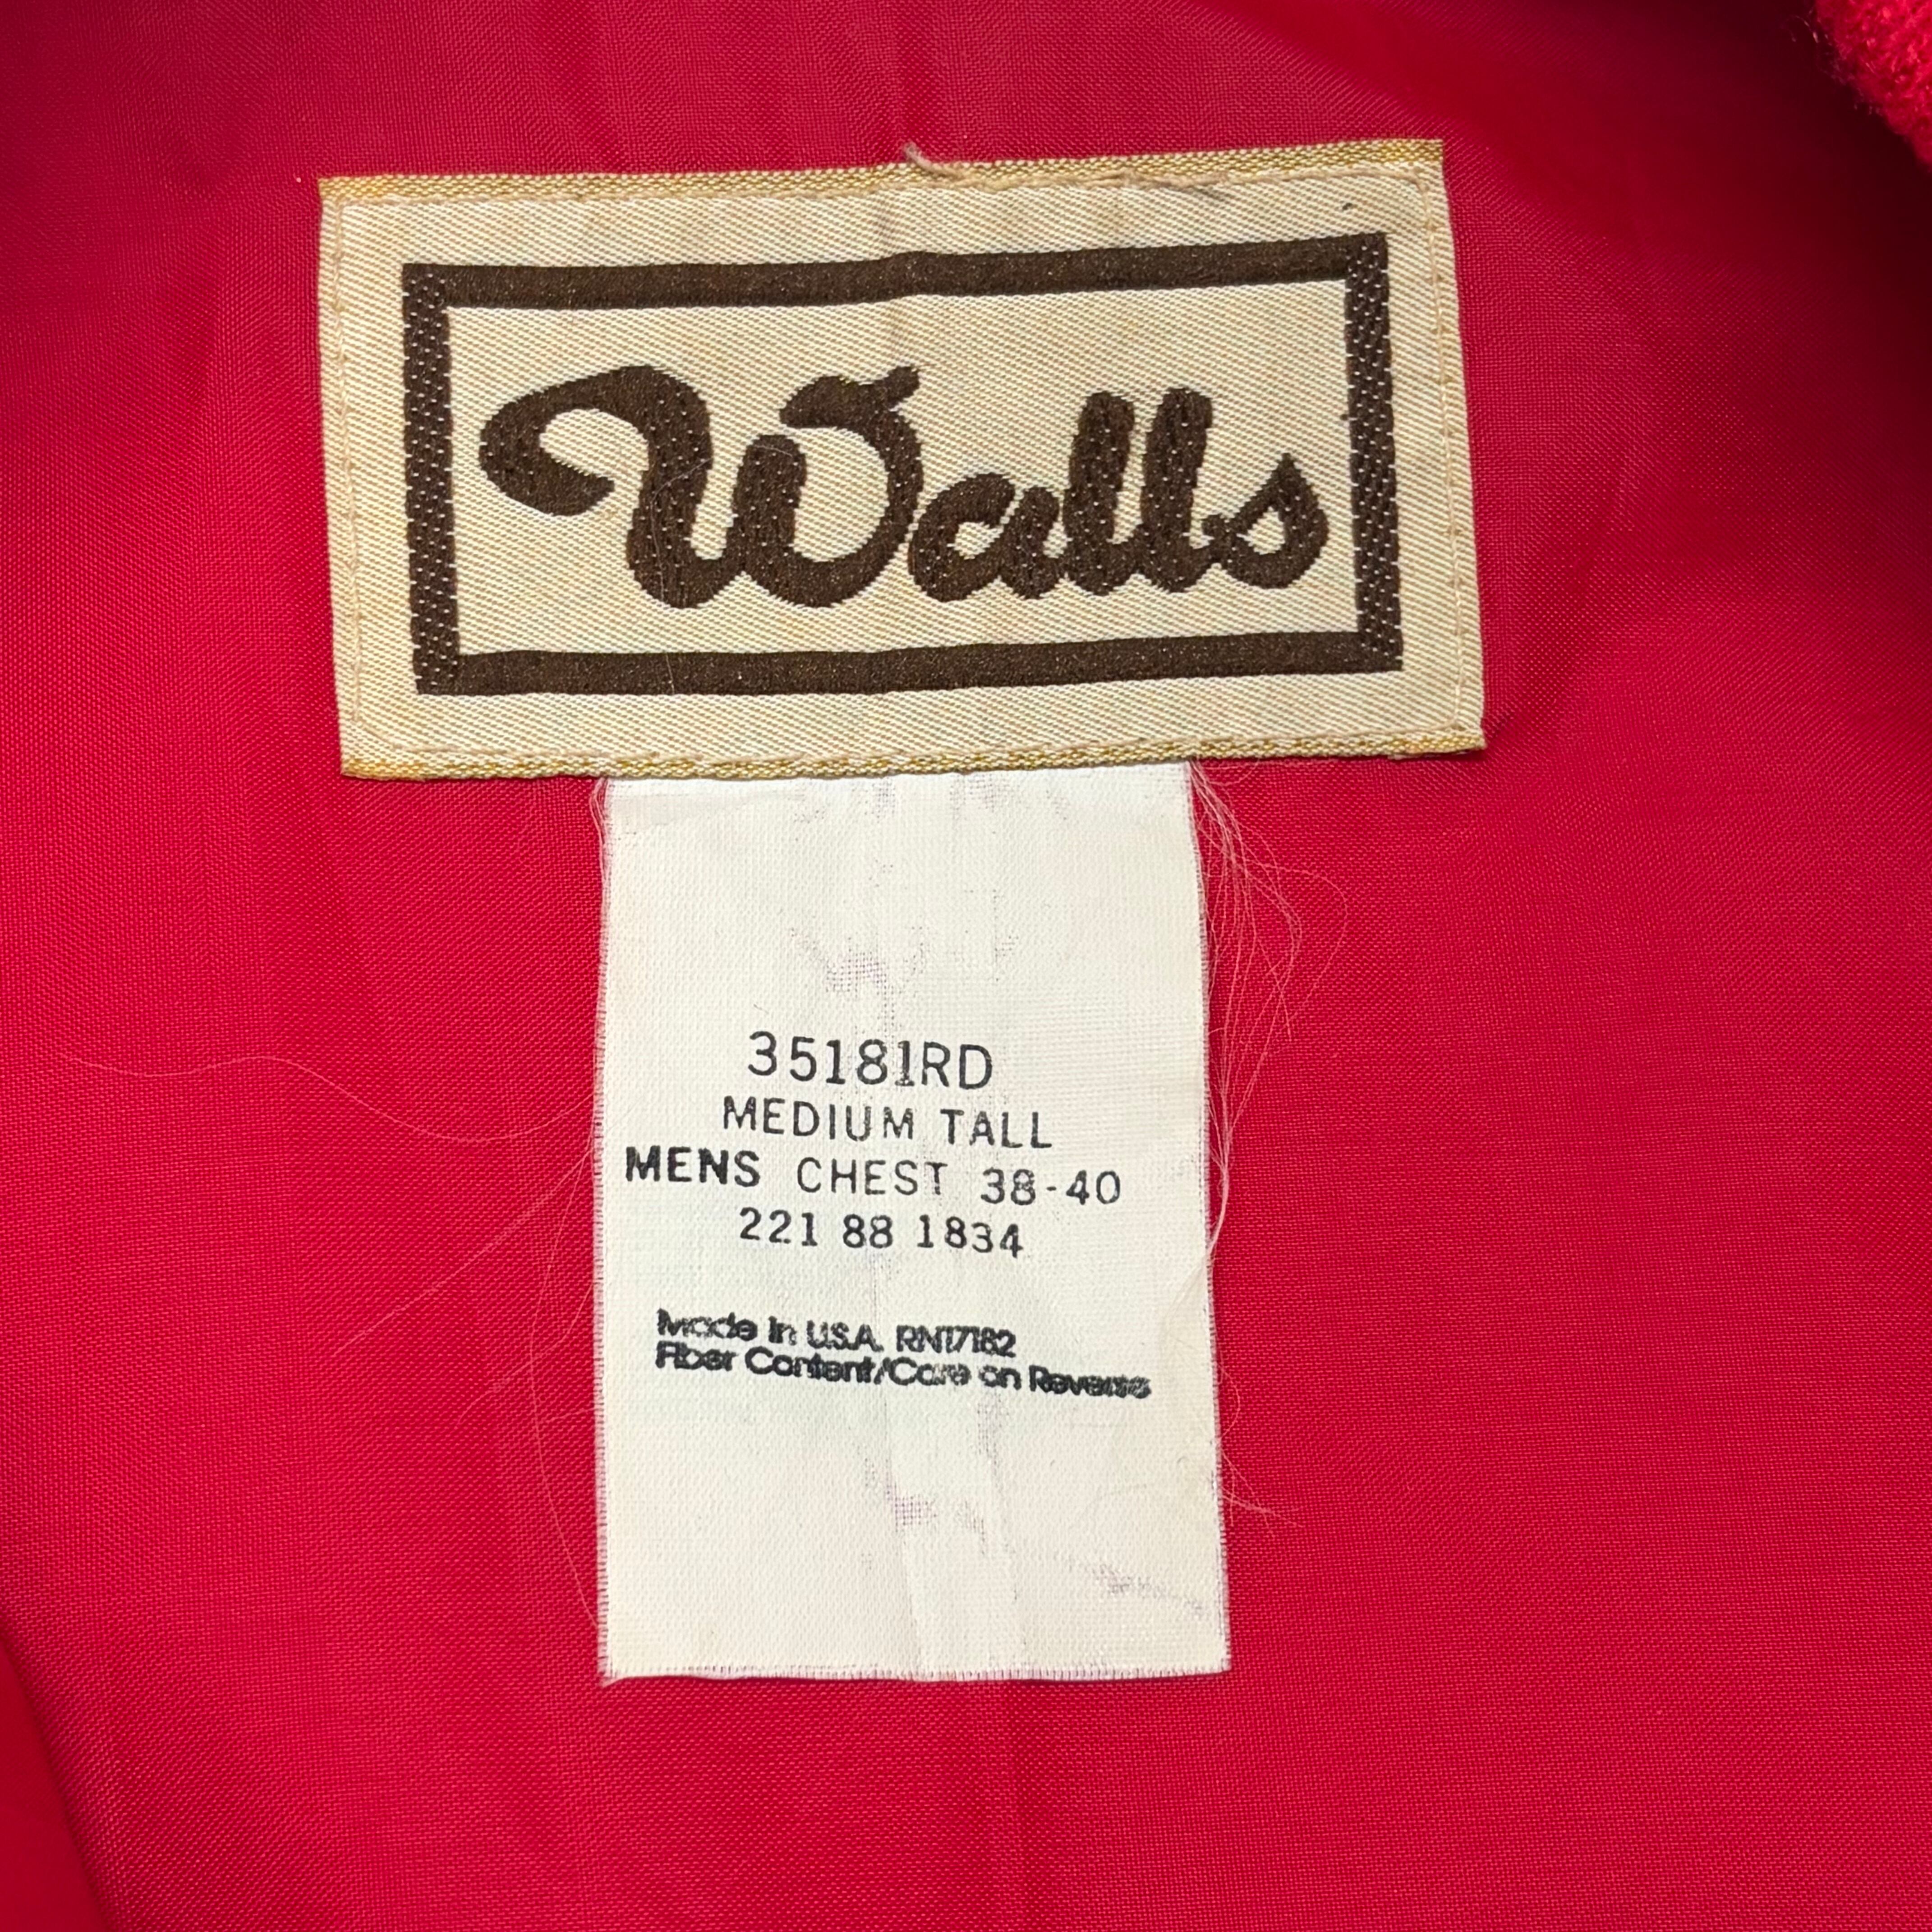 Walls
35181RD
MEDIUM TALL
MENS CHEST 38-40
221 88 1834
Made in U.S.A. RN17182
Fiber Content/Care on Reverse